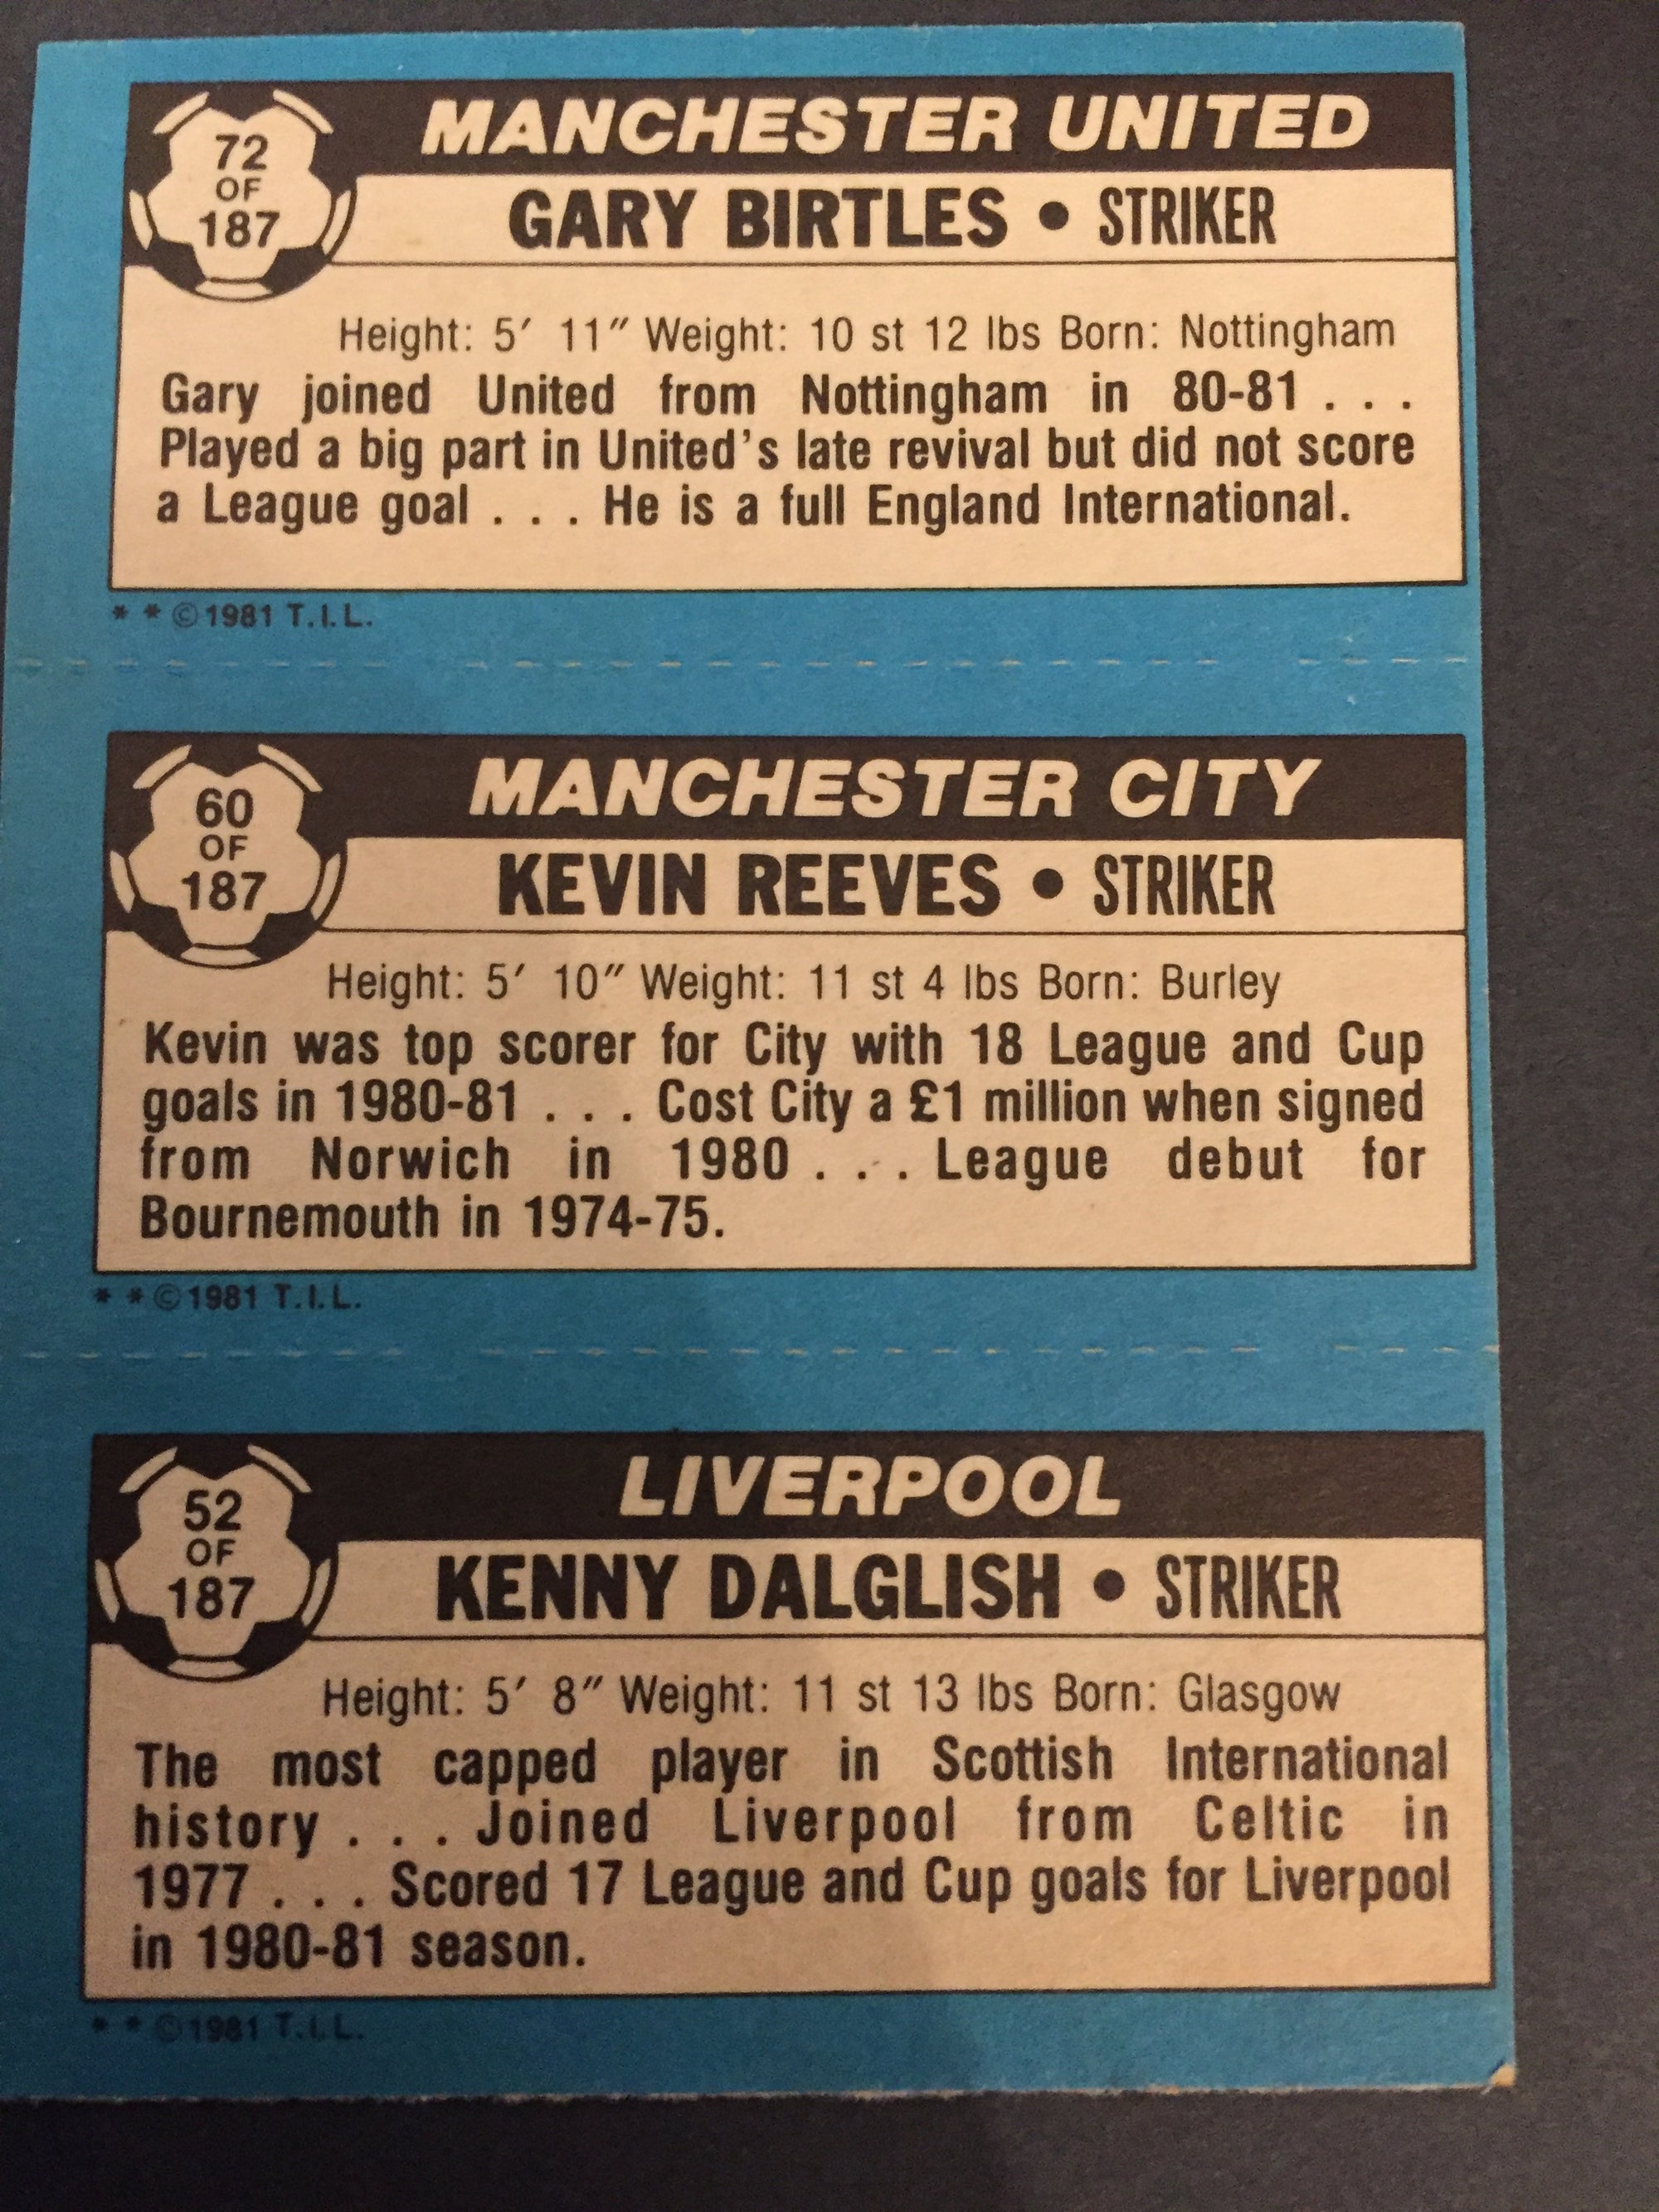 72
OF
187
MANCHESTER UNITED
GARY BIRTLES • STRIKER
Height: 5′ 11″ Weight: 10 st 12 lbs Born: Nottingham
Gary joined United from Nottingham in 80-81 . . .
Played a big part in United's late revival but did not score
a League goal . . . He is a full England International.
* * ©1981 T.I.L.
60
OF
187
MANCHESTER CITY
KEVIN REEVES • STRIKER
Height: 5′ 10″ Weight: 11 st 4 lbs Born: Burley
Kevin was top scorer for City with 18 League and Cup
goals in 1980-81 . . . Cost City a £1 million when signed
from Norwich in 1980 . . . League debut for
Bournemouth in 1974-75.
* * ©1981 T.I.L.
52
OF
187
LIVERPOOL
KENNY DALGLISH • STRIKER
Height: 5′ 8″ Weight: 11 st 13 lbs Born: Glasgow
The most capped player in Scottish International
history . . . Joined Liverpool from Celtic in
1977 . . . Scored 17 League and Cup goals for Liverpool
in 1980-81 season.
* * ©1981 T.I.L.